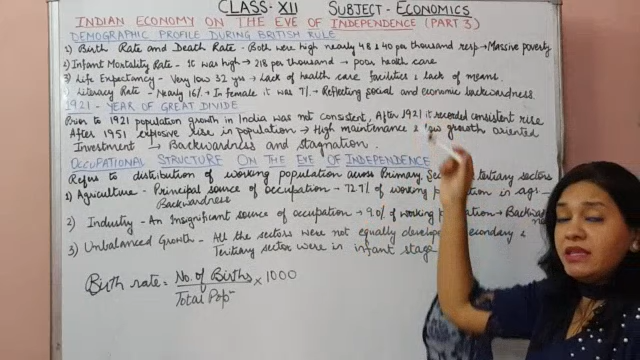 CLASS-XII SUBJECT-ECONOMICS
INDIAN ECONOMY ON THE EVE OF INDEPENDENCE (PART 3)
DEMOGRAPHIC PROFILE DURING BRITISH RULE
1) Birth Rate and Death Rate - Both were high nearly 48 & 40 per thousand resp → Massive poverty
2) Infant Mortality Rate - It was high → 218 per thousand → poor health care
3) Life Expectancy - Very low 32 yrs → Lack of health care facilities & lack of means.
Literacy Rate - Nearly 16% → In female it was 7% → Reflecting social and economic backwardness
1921 - YEAR OF GREAT DIVIDE
Prior to 1921 population growth in India was not consistent, After 1921 it recorded consistent rise
After 1951 explosive rise in population → High maintenance & low growth oriented
Investment → Backwardness and stagnation.
OCCUPATIONAL STRUCTURE ON THE EVE OF INDEPENDENCE
Refers to distribution of working population across Primary, tertiary sectors
1) Agriculture - Principal source of occupation - 72.7% of working population in agri -
Backwardness
2) Industry - An Insignificant source of occupation → 9.0% of working population →
3) Unbalanced Growth - All the sectors were not equally &
Tertiary sector were in infant stage
Birth rate = No. of Births / Total Popⁿ × 1000